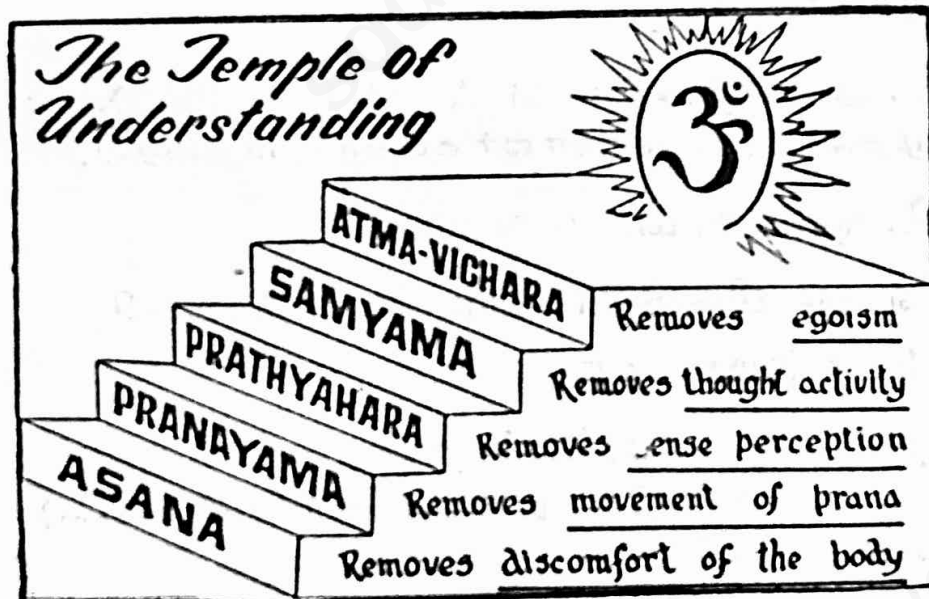 The Temple of
Understanding
ॐ
ATMA-VICHARA
Removes egoism
SAMYAMA
Removes thought activity
PRATHYAHARA
Removes ense perception
PRANAYAMA
Removes movement of prana
ASANA
Removes discomfort of the body